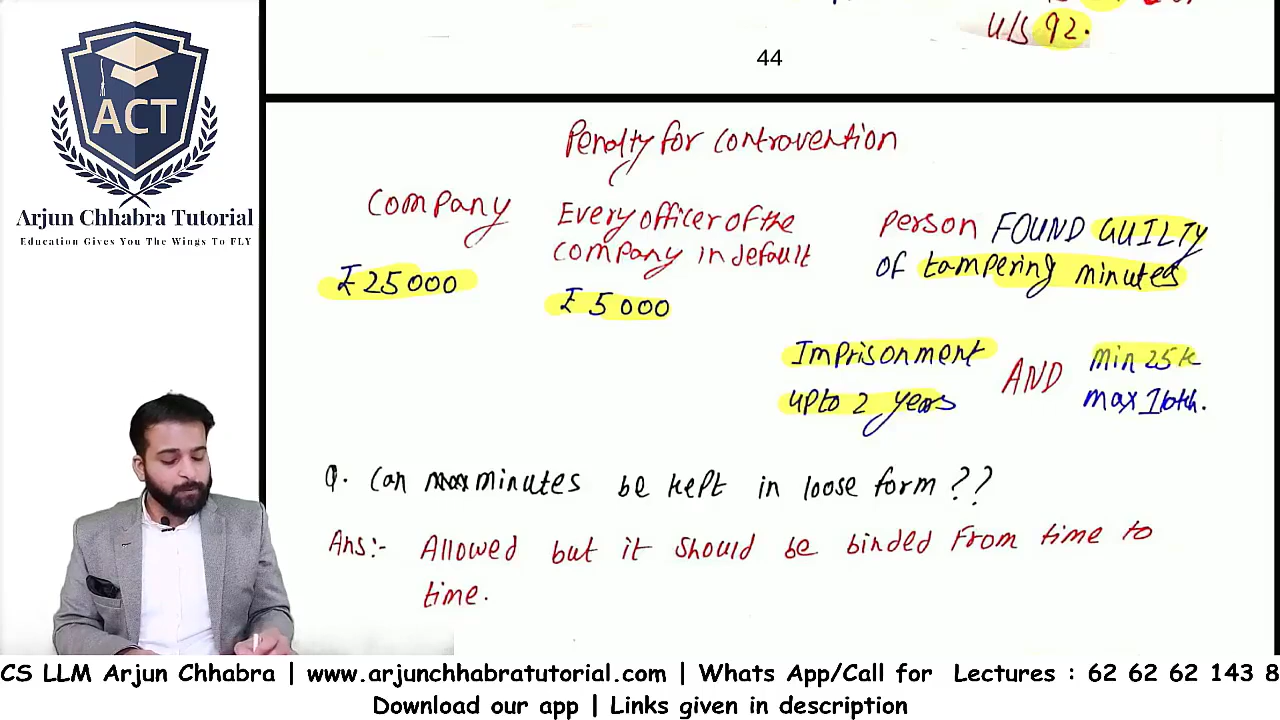 u/s 92.
44
ACT
Arjun Chhabra Tutorial
Education Gives You The Wings To FLY
Penalty for controvention
Company
₹ 25000
Every officer of the
company in default
₹ 5000
person FOUND GUILTY
of tampering minutes
Imprisonment
upto 2 years
AND
min 25k
max 1 lakh.
Q. Can minutes be kept in loose form ??
Ans:- Allowed but it should be binded from time to
time.
CS LLM Arjun Chhabra | www.arjunchhabratutorial.com | Whats App/Call for Lectures : 62 62 62 143 8
Download our app | Links given in description